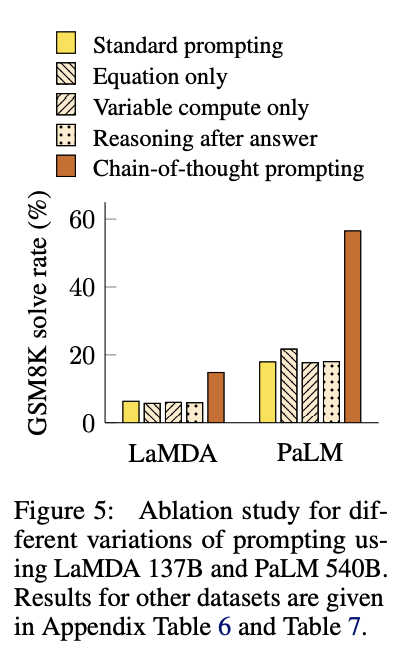 Standard prompting
Equation only
Variable compute only
Reasoning after answer
Chain-of-thought prompting
GSM8K solve rate (%)
60
40
20
0
LaMDA
PaLM
Figure 5: Ablation study for dif-
ferent variations of prompting us-
ing LaMDA 137B and PaLM 540B.
Results for other datasets are given
in Appendix Table 6 and Table 7.